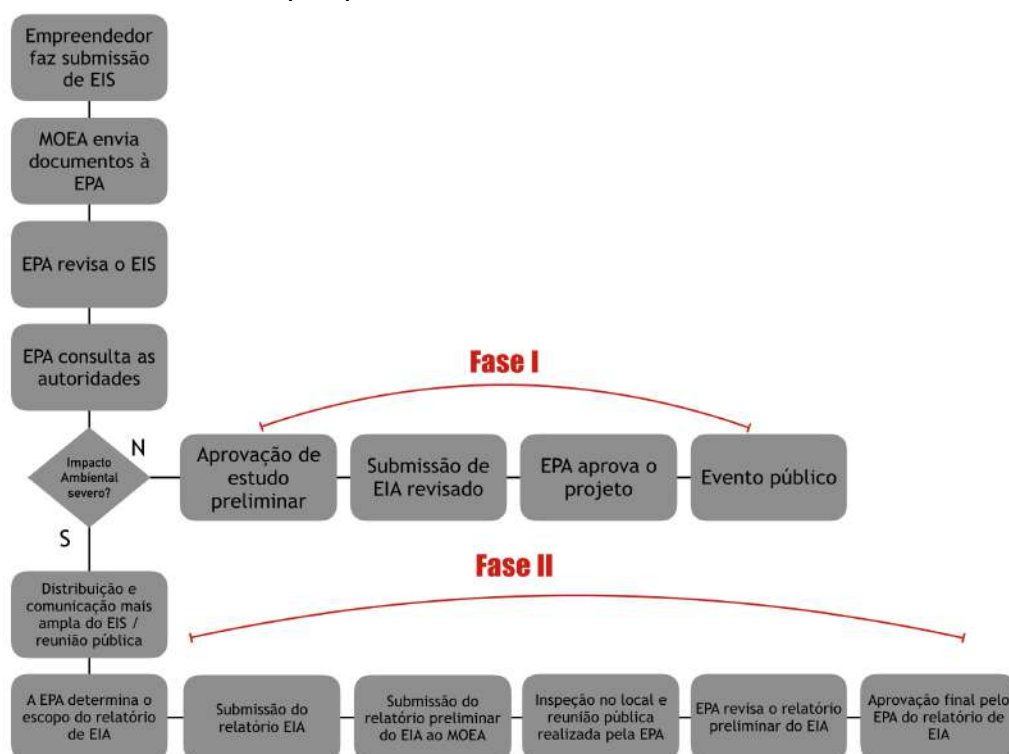 Empreendedor
faz submissão
de EIS
MOEA envia
documentos à
EPA
EPA revisa o EIS
EPA consulta as
autoridades
Impacto
Ambiental
severo?
N
S
Fase I
Aprovação de
estudo
preliminar
Submissão de
EIA revisado
EPA aprova o
projeto
Evento público
Fase II
Distribuição e
comunicação mais
ampla do EIS /
reunião pública
A EPA determina o
escopo do relatório
de EIA
Submissão do
relatório EIA
Submissão do
relatório preliminar
do EIA ao MOEA
Inspeção no local e
reunião pública
realizada pela EPA
EPA revisa o relatório
preliminar do EIA
Aprovação final pelo
EPA do relatório de
EIA